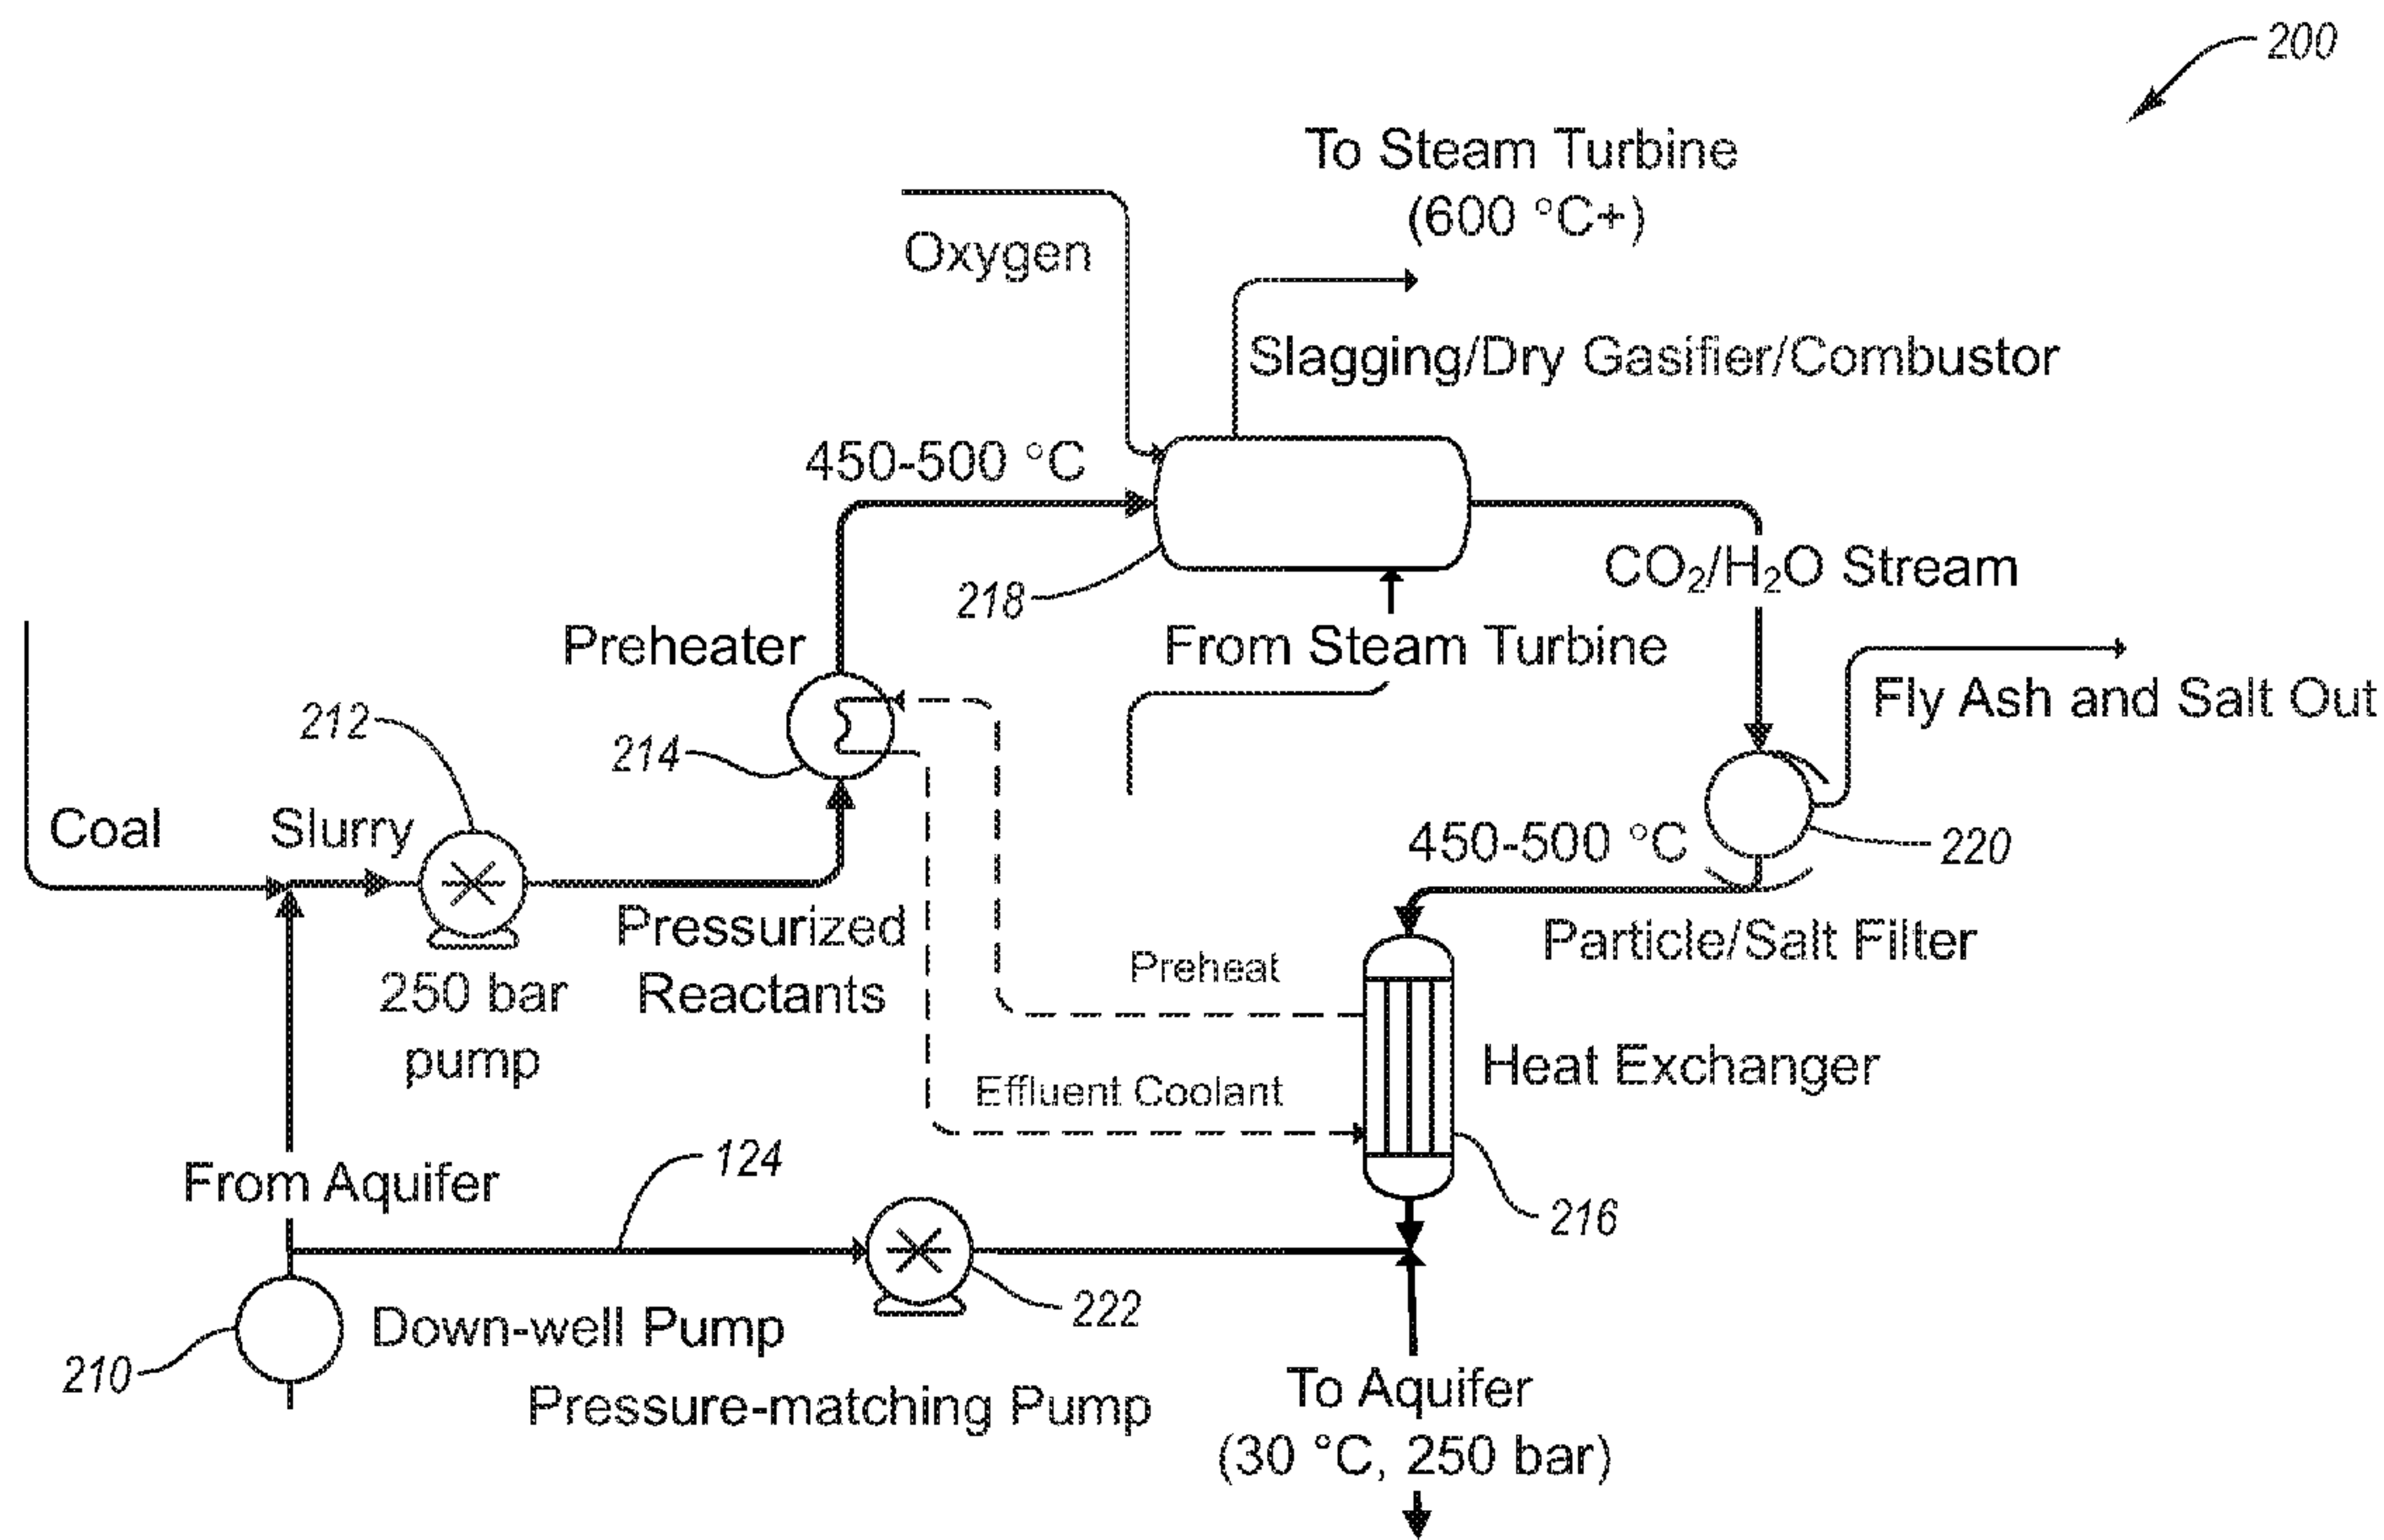 200
To Steam Turbine
(600 °C+)
Oxygen
Slagging/Dry Gasifier/Combustor
450-500 °C
CO₂/H₂O Stream
218
Preheater
From Steam Turbine
Fly Ash and Salt Out
212
214
Coal
Slurry
450-500 °C
220
Pressurized
Reactants
Particle/Salt Filter
250 bar
pump
Preheat
Heat Exchanger
Effluent Coolant
124
From Aquifer
216
222
Down-well Pump
210
To Aquifer
(30 °C, 250 bar)
Pressure-matching Pump